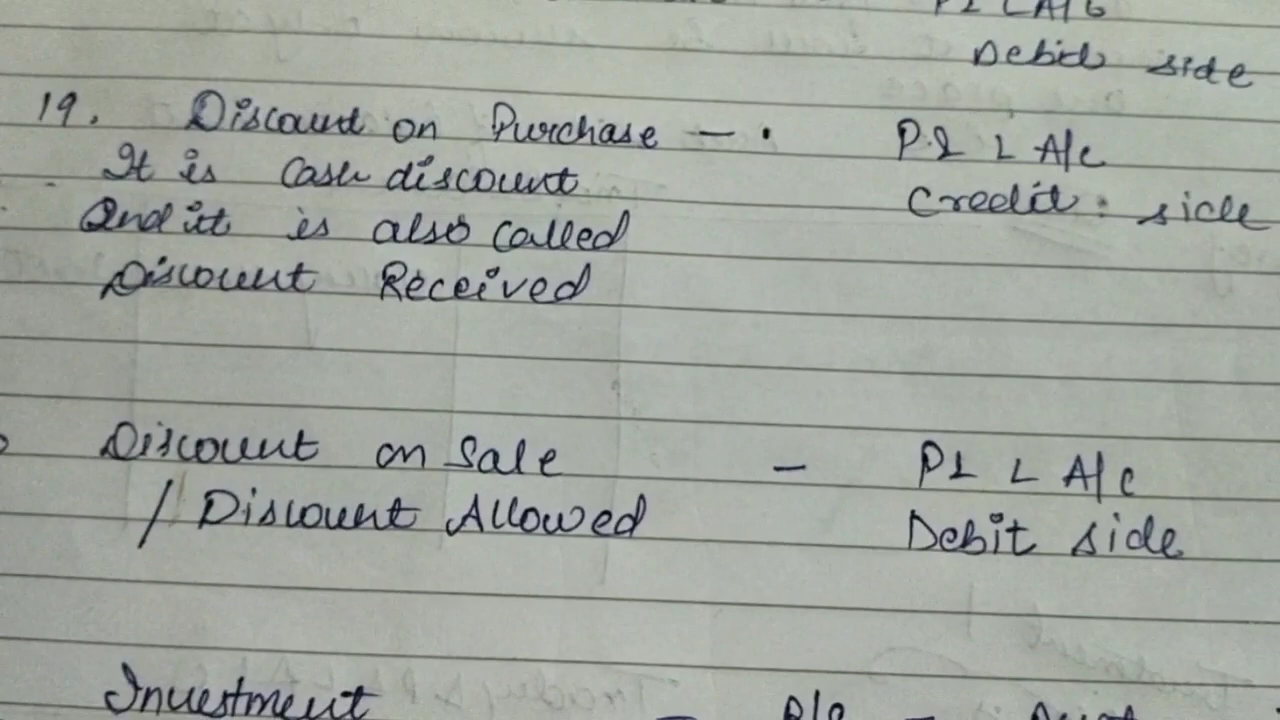 Debit side
19. Discount on Purchase — . P & L A/c
It is Cash discount Credit : side
And it is also called
Discount Received
Discount on Sale — P & L A/c
/ Discount Allowed Debit side
Investment —